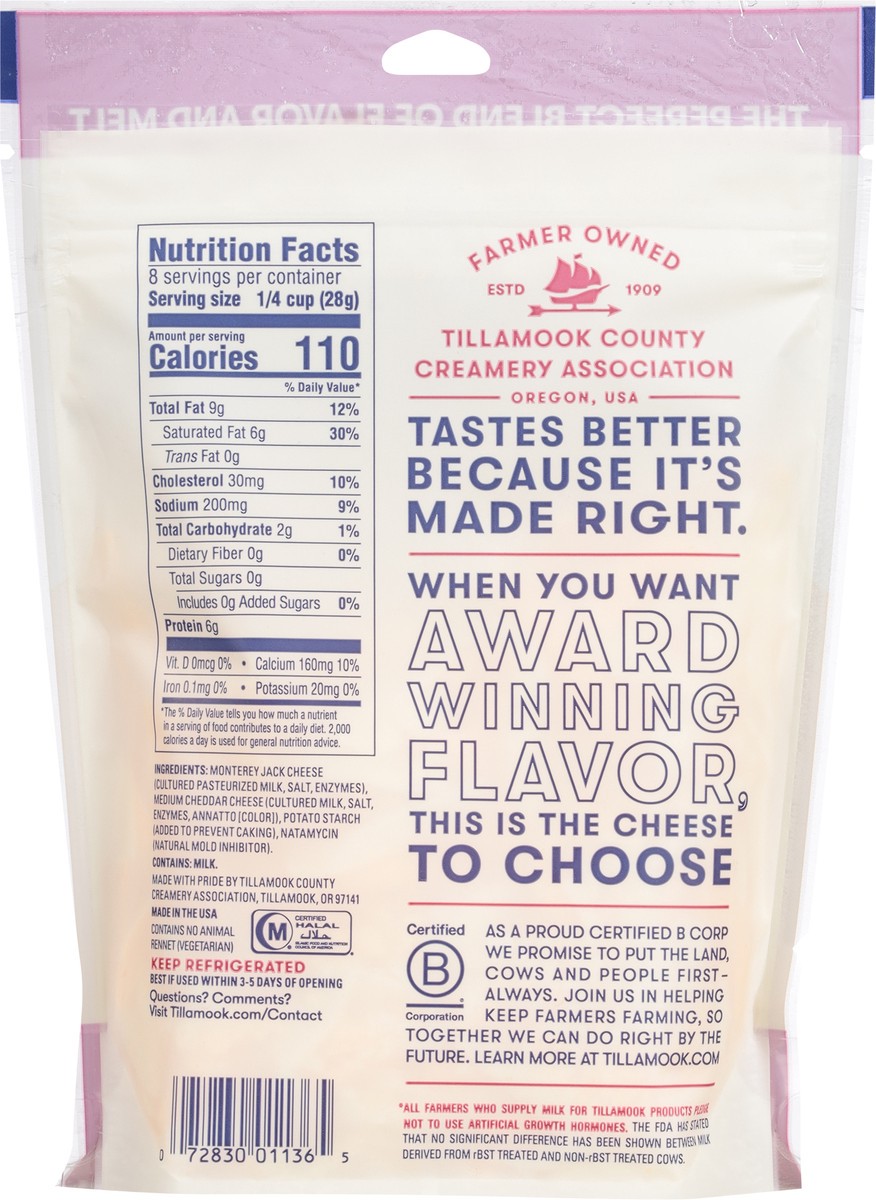 THE PERFECT BLEND OF FLAVOR AND MELT
Nutrition Facts
8 servings per container
Serving size 1/4 cup (28g)
Amount per serving
Calories 110
% Daily Value*
Total Fat 9g 12%
Saturated Fat 6g 30%
Trans Fat 0g
Cholesterol 30mg 10%
Sodium 200mg 9%
Total Carbohydrate 2g 1%
Dietary Fiber 0g 0%
Total Sugars 0g
Includes 0g Added Sugars 0%
Protein 6g
Vit. D 0mcg 0% • Calcium 160mg 10%
Iron 0.1mg 0% • Potassium 20mg 0%
*The % Daily Value tells you how much a nutrient
in a serving of food contributes to a daily diet. 2,000
calories a day is used for general nutrition advice.
INGREDIENTS: MONTEREY JACK CHEESE
(CULTURED PASTEURIZED MILK, SALT, ENZYMES),
MEDIUM CHEDDAR CHEESE (CULTURED MILK, SALT,
ENZYMES, ANNATTO [COLOR]), POTATO STARCH
(ADDED TO PREVENT CAKING), NATAMYCIN
(NATURAL MOLD INHIBITOR).
CONTAINS: MILK.
MADE WITH PRIDE BY TILLAMOOK COUNTY
CREAMERY ASSOCIATION, TILLAMOOK, OR 97141
MADE IN THE USA
CONTAINS NO ANIMAL
RENNET (VEGETARIAN)
M
CERTIFIED
HALAL
حلال
ISLAMIC FOOD AND NUTRITION
COUNCIL OF AMERICA
KEEP REFRIGERATED
BEST IF USED WITHIN 3-5 DAYS OF OPENING
Questions? Comments?
Visit Tillamook.com/Contact
0 72830 01136 5
FARMER OWNED
ESTD 1909
TILLAMOOK COUNTY
CREAMERY ASSOCIATION
OREGON, USA
TASTES BETTER
BECAUSE IT'S
MADE RIGHT.
WHEN YOU WANT
AWARD
WINNING
FLAVOR,
THIS IS THE CHEESE
TO CHOOSE
Certified
B
Corporation
AS A PROUD CERTIFIED B CORP
WE PROMISE TO PUT THE LAND,
COWS AND PEOPLE FIRST–
ALWAYS. JOIN US IN HELPING
KEEP FARMERS FARMING, SO
TOGETHER WE CAN DO RIGHT BY THE
FUTURE. LEARN MORE AT TILLAMOOK.COM
*ALL FARMERS WHO SUPPLY MILK FOR TILLAMOOK PRODUCTS PLEDGE
NOT TO USE ARTIFICIAL GROWTH HORMONES. THE FDA HAS STATED
THAT NO SIGNIFICANT DIFFERENCE HAS BEEN SHOWN BETWEEN MILK
DERIVED FROM rBST TREATED AND NON-rBST TREATED COWS.